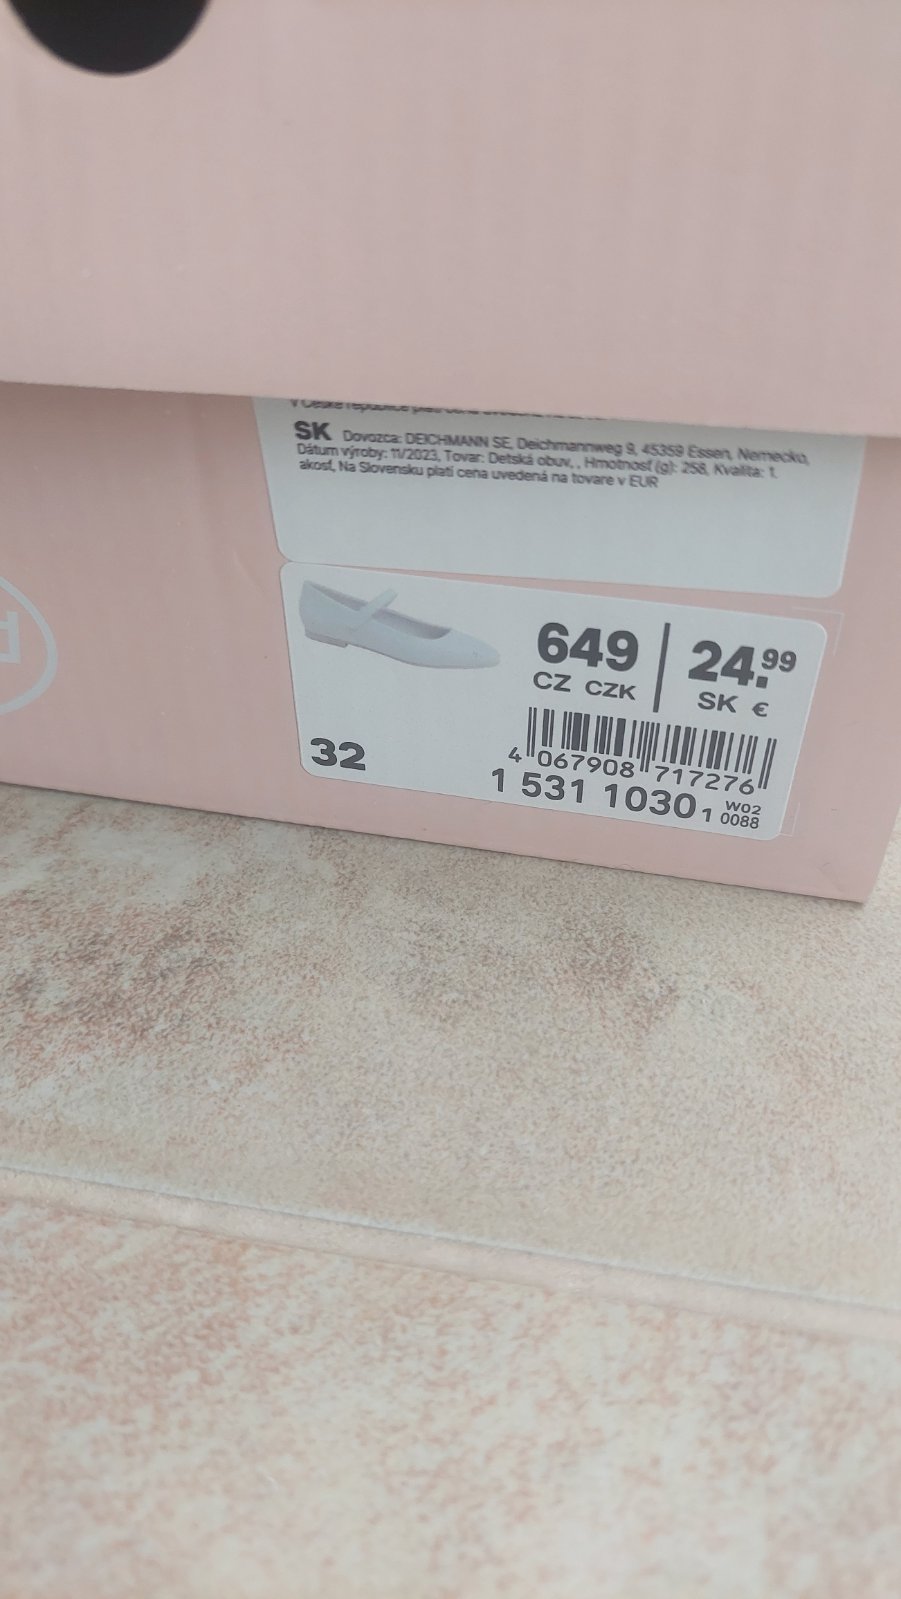 SK Dovozca: DEICHMANN SE, Deichmannweg 9, 45359 Essen, Nemecko,
Dátum výroby: 11/2023, Tovar: Detská obuv, , Hmotnosť (g): 258, Kvalita: 1.
akosť, Na Slovensku platí cena uvedená na tovare v EUR
649 24.99
CZ CZK SK €
4 067908 717276
32
1 531 1030 1 W02
0088